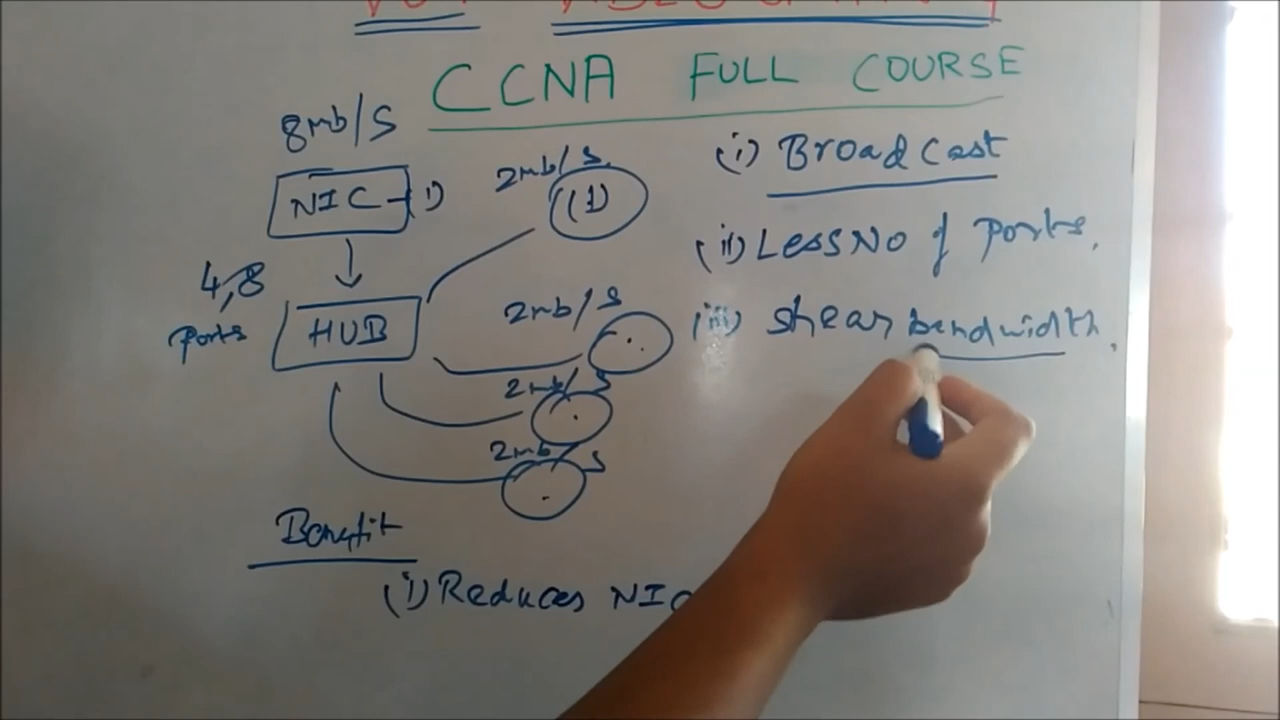 CCNA FULL COURSE
8mb/s
NIC-1)
4,8
Ports
HUB
2mb/s.
(1)
2mb/s
2mb/s
2mb/s
(i) Broadcast
(ii) Less No of Ports.
(iii) shear bandwidth.
Benefit
(i) Reduces NIC